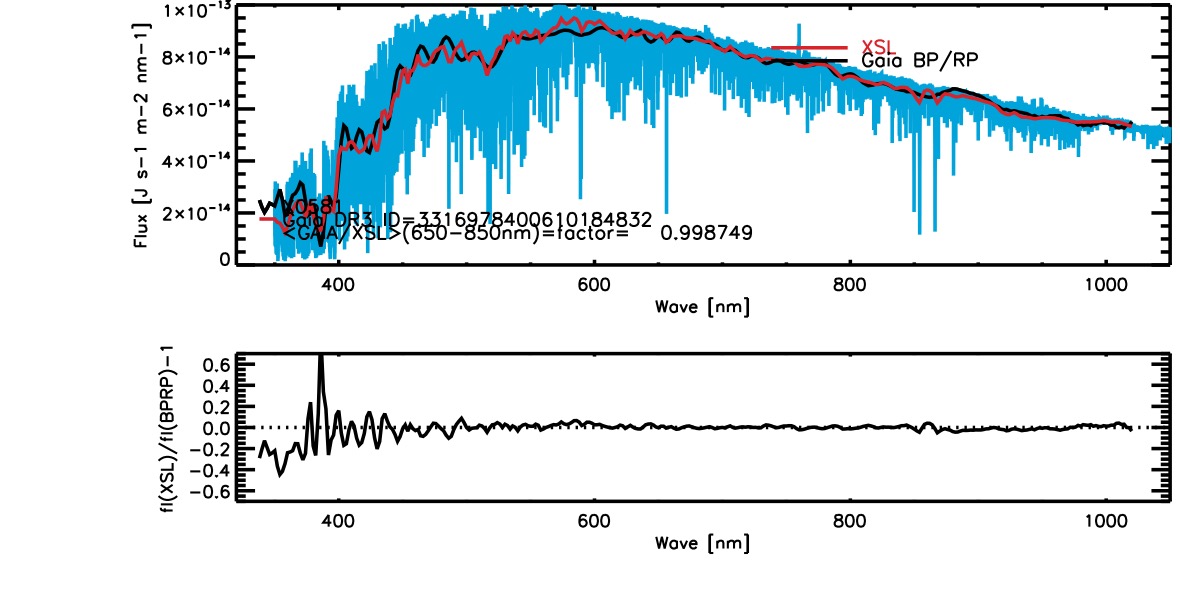 1×10⁻¹³
8×10⁻¹⁴
6×10⁻¹⁴
4×10⁻¹⁴
2×10⁻¹⁴
0
Flux [J s−1 m−2 nm−1]
XSL
Gaia BP/RP
X0581
Gaia DR3 ID=3316978400610184832
<GAIA/XSL>(650−850nm)=factor= 0.998749
400 600 800 1000
Wave [nm]
fl(XSL)/fl(BPRP)−1
0.6
0.4
0.2
0.0
−0.2
−0.4
−0.6
400 600 800 1000
Wave [nm]